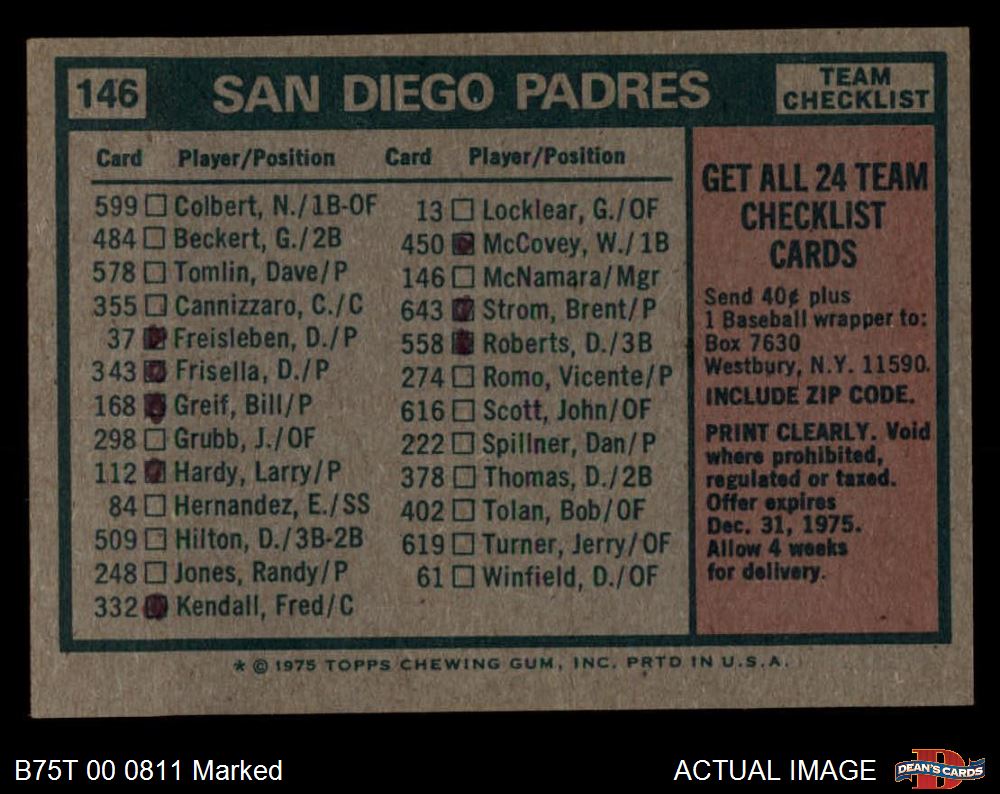 146 SAN DIEGO PADRES TEAM CHECKLIST
Card Player/Position
599 Colbert, N./1B-OF
484 Beckert, G./2B
578 Tomlin, Dave/P
355 Cannizzaro, C./C
37 Freisleben, D./P
343 Frisella, D./P
168 Greif, Bill/P
298 Grubb, J./OF
112 Hardy, Larry/P
84 Hernandez, E./SS
509 Hilton, D./3B-2B
248 Jones, Randy/P
332 Kendall, Fred/C
Card Player/Position
13 Locklear, G./OF
450 McCovey, W./1B
146 McNamara/Mgr
643 Strom, Brent/P
558 Roberts, D./3B
274 Romo, Vicente/P
616 Scott, John/OF
222 Spillner, Dan/P
378 Thomas, D./2B
402 Tolan, Bob/OF
619 Turner, Jerry/OF
61 Winfield, D./OF
GET ALL 24 TEAM
CHECKLIST
CARDS
Send 40¢ plus
1 Baseball wrapper to:
Box 7630
Westbury, N.Y. 11590.
INCLUDE ZIP CODE.
PRINT CLEARLY. Void
where prohibited,
regulated or taxed.
Offer expires
Dec. 31, 1975.
Allow 4 weeks
for delivery.
* © 1975 TOPPS CHEWING GUM, INC. PRTD IN U.S.A.
B75T 00 0811 Marked
ACTUAL IMAGE
D
DEAN'S CARDS